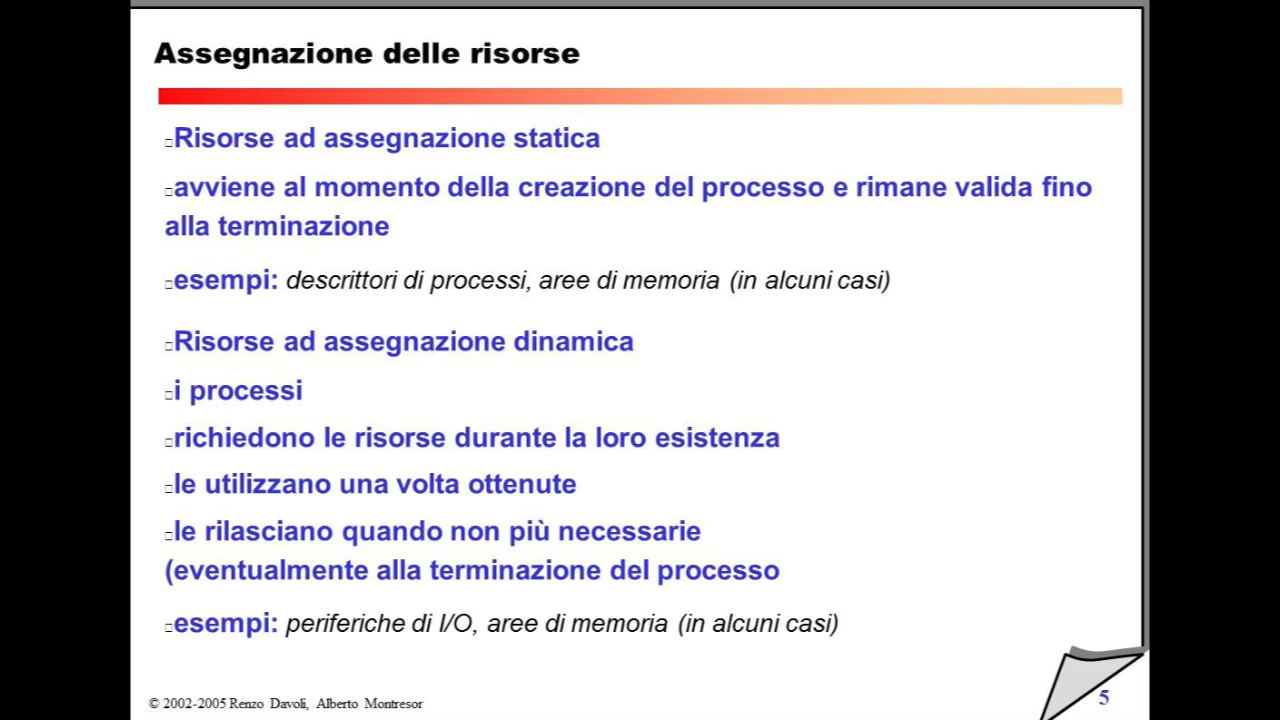 Assegnazione delle risorse
Risorse ad assegnazione statica
avviene al momento della creazione del processo e rimane valida fino
alla terminazione
esempi: descrittori di processi, aree di memoria (in alcuni casi)
Risorse ad assegnazione dinamica
i processi
richiedono le risorse durante la loro esistenza
le utilizzano una volta ottenute
le rilasciano quando non più necessarie
(eventualmente alla terminazione del processo
esempi: periferiche di I/O, aree di memoria (in alcuni casi)
© 2002-2005 Renzo Davoli, Alberto Montresor
5